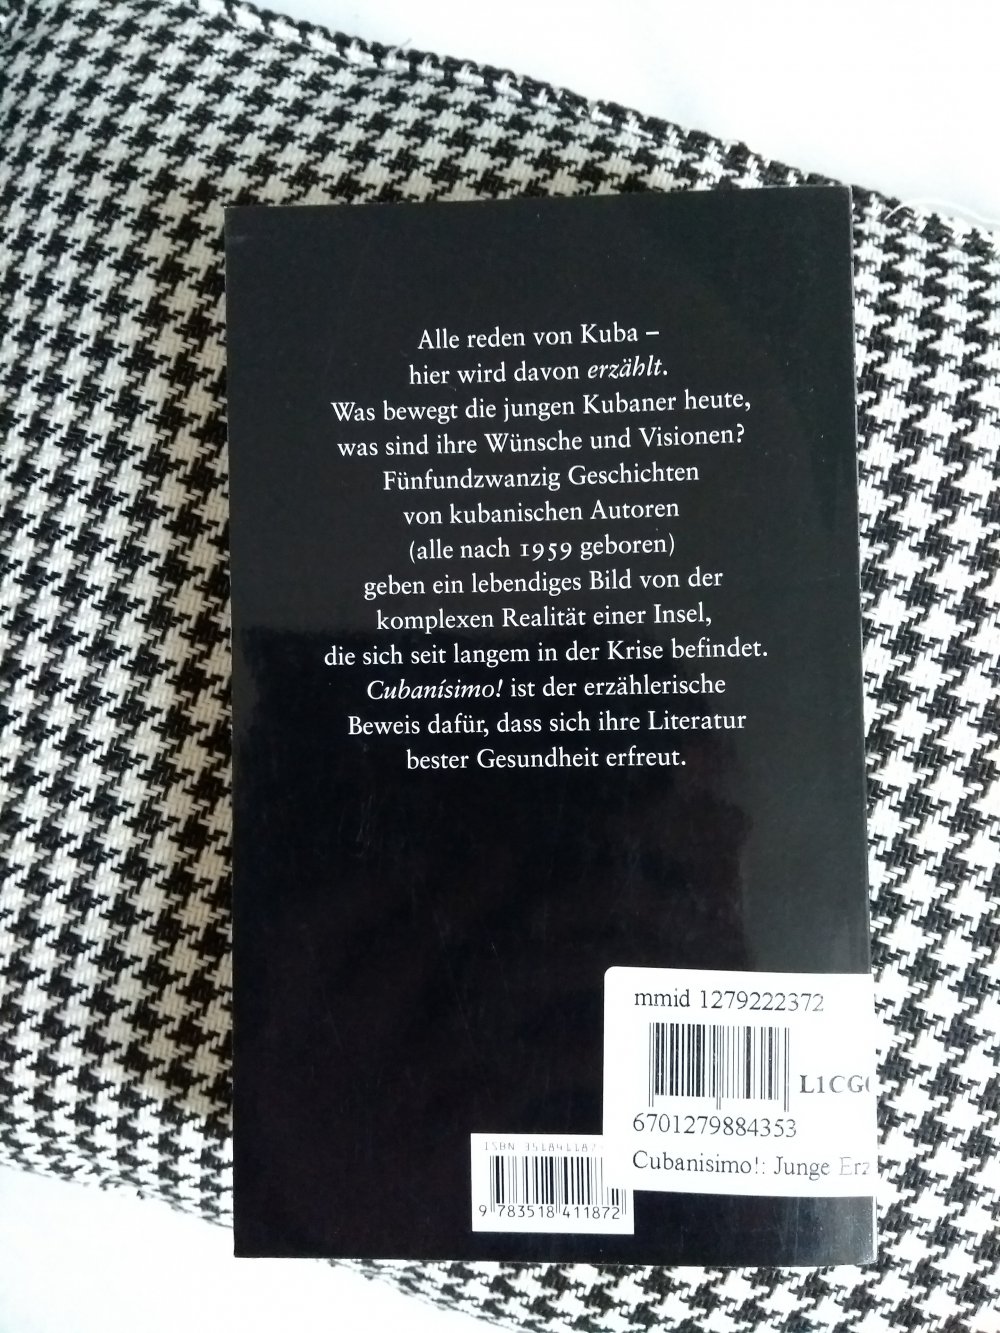 Alle reden von Kuba –
hier wird davon erzählt.
Was bewegt die jungen Kubaner heute,
was sind ihre Wünsche und Visionen?
Fünfundzwanzig Geschichten
von kubanischen Autoren
(alle nach 1959 geboren)
geben ein lebendiges Bild von der
komplexen Realität einer Insel,
die sich seit langem in der Krise befindet.
Cubanísimo! ist der erzählerische
Beweis dafür, dass sich ihre Literatur
bester Gesundheit erfreut.
mmid 1279222372
L1CG
6701279884353
Cubanisimo!: Junge Erz
ISBN
9 783518 411872